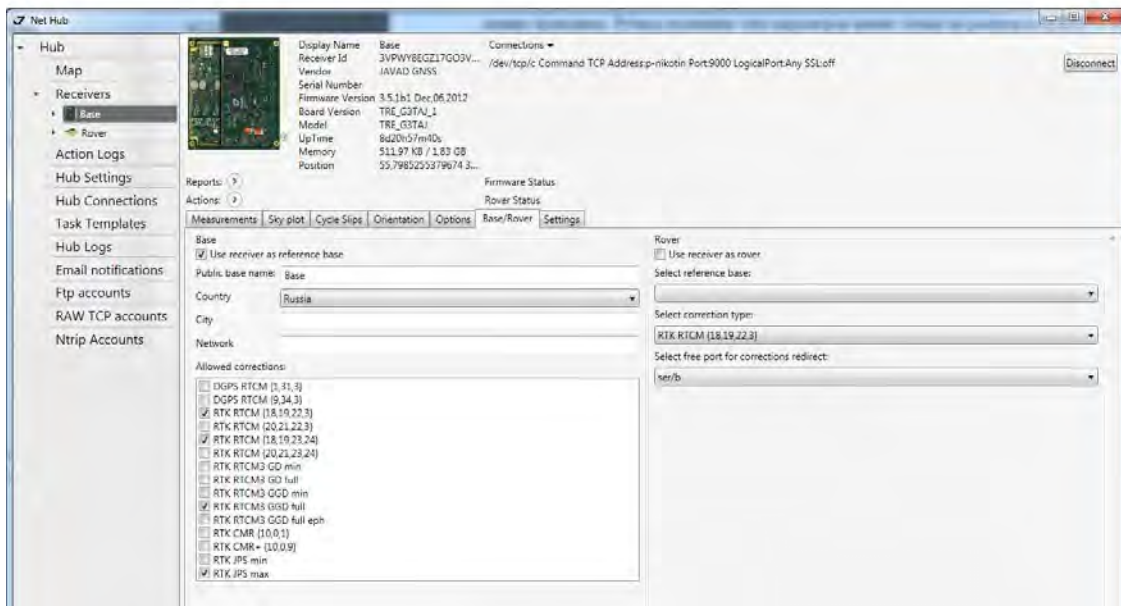 Net Hub
Hub
Map
Receivers
Base
Rover
Action Logs
Hub Settings
Hub Connections
Task Templates
Hub Logs
Email notifications
Ftp accounts
RAW TCP accounts
Ntrip Accounts
Display Name Base
Receiver Id 3VPWY8EGZ17GO3V...
Vendor JAVAD GNSS
Serial Number
Firmware Version 3.5.1b1 Dec,06,2012
Board Version TRE_G3TAJ_1
Model TRE_G3TAJ
UpTime 8d20h57m40s
Memory 511,97 KB / 1,83 GB
Position 55,7985255379674 3...
Connections
/dev/tcp/c Command TCP Address:p-nikotin Port:9000 LogicalPort:Any SSL:off
Disconnect
Reports:
Firmware Status
Actions:
Rover Status
Measurements Sky plot Cycle Slips Orientation Options Base/Rover Settings
Base
Use receiver as reference base
Public base name: Base
Country Russia
City
Network
Allowed corrections:
DGPS RTCM (1,31,3)
DGPS RTCM (9,34,3)
RTK RTCM (18,19,22,3)
RTK RTCM (20,21,22,3)
RTK RTCM (18,19,23,24)
RTK RTCM (20,21,23,24)
RTK RTCM3 GD min
RTK RTCM3 GD full
RTK RTCM3 GGD min
RTK RTCM3 GGD full
RTK RTCM3 GGD full eph
RTK CMR (10,0,1)
RTK CMR+ (10,0,9)
RTK JPS min
RTK JPS max
Rover
Use receiver as rover
Select reference base:
Select correction type:
RTK RTCM (18,19,22,3)
Select free port for corrections redirect:
ser/b